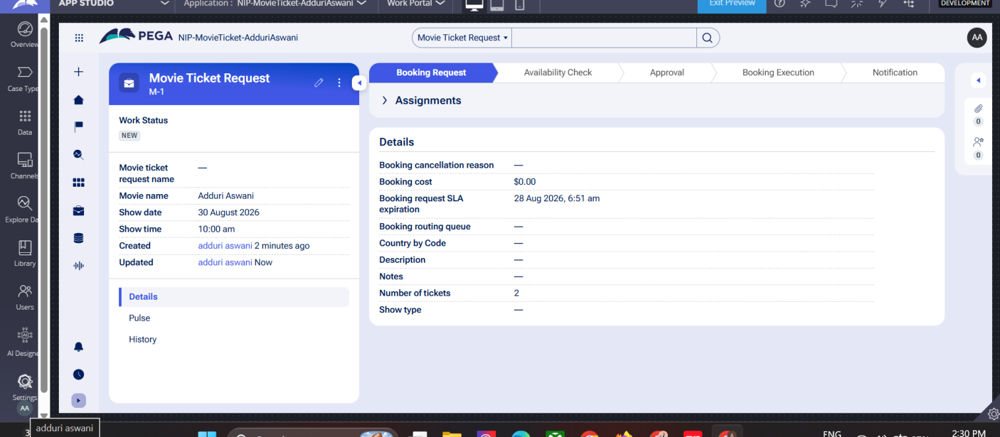 APP STUDIO
Application : NIP-MovieTicket-AdduriAswani
Work Portal
Exit Preview
DEVELOPMENT
Overview
Case Type
Data
Channels
Explore Da
Library
Users
AI Designe
Settings
AA
PEGA NIP-MovieTicket-AdduriAswani
Movie Ticket Request
AA
Movie Ticket Request
M-1
Work Status
NEW
Movie ticket request name —
Movie name Adduri Aswani
Show date 30 August 2026
Show time 10:00 am
Created adduri aswani 2 minutes ago
Updated adduri aswani Now
Details
Pulse
History
Booking Request
Availability Check
Approval
Booking Execution
Notification
Assignments
Details
Booking cancellation reason —
Booking cost $0.00
Booking request SLA expiration 28 Aug 2026, 6:51 am
Booking routing queue —
Country by Code —
Description —
Notes —
Number of tickets 2
Show type —
0
0
adduri aswani
3
ENG
2:30 PM